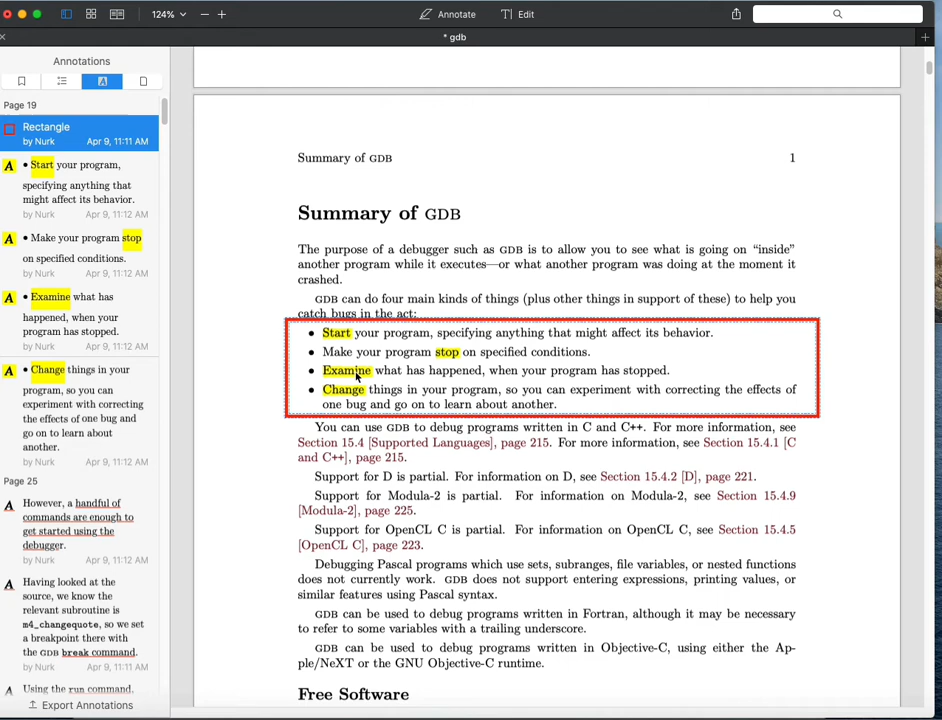 124%
Annotate
Edit
* gdb
Annotations
Page 19
Rectangle
by Nurk Apr 9, 11:11 AM
A • Start your program,
specifying anything that
might affect its behavior.
by Nurk Apr 9, 11:12 AM
A • Make your program stop
on specified conditions.
by Nurk Apr 9, 11:12 AM
A • Examine what has
happened, when your
program has stopped.
by Nurk Apr 9, 11:12 AM
A • Change things in your
program, so you can
experiment with correcting
the effects of one bug and
go on to learn about
another.
by Nurk Apr 9, 11:12 AM
Page 25
A However, a handful of
commands are enough to
get started using the
debugger.
by Nurk Apr 9, 11:12 AM
A Having looked at the
source, we know the
relevant subroutine is
m4_changequote, so we set
a breakpoint there with
the GDB break command.
by Nurk Apr 9, 11:12 AM
A Using the run command,
Export Annotations
Summary of GDB 1
Summary of GDB
The purpose of a debugger such as GDB is to allow you to see what is going on “inside”
another program while it executes—or what another program was doing at the moment it
crashed.
GDB can do four main kinds of things (plus other things in support of these) to help you
catch bugs in the act:
• Start your program, specifying anything that might affect its behavior.
• Make your program stop on specified conditions.
• Examine what has happened, when your program has stopped.
• Change things in your program, so you can experiment with correcting the effects of
one bug and go on to learn about another.
You can use GDB to debug programs written in C and C++. For more information, see
Section 15.4 [Supported Languages], page 215. For more information, see Section 15.4.1 [C
and C++], page 215.
Support for D is partial. For information on D, see Section 15.4.2 [D], page 221.
Support for Modula-2 is partial. For information on Modula-2, see Section 15.4.9
[Modula-2], page 225.
Support for OpenCL C is partial. For information on OpenCL C, see Section 15.4.5
[OpenCL C], page 223.
Debugging Pascal programs which use sets, subranges, file variables, or nested functions
does not currently work. GDB does not support entering expressions, printing values, or
similar features using Pascal syntax.
GDB can be used to debug programs written in Fortran, although it may be necessary
to refer to some variables with a trailing underscore.
GDB can be used to debug programs written in Objective-C, using either the Ap-
ple/NeXT or the GNU Objective-C runtime.
Free Software